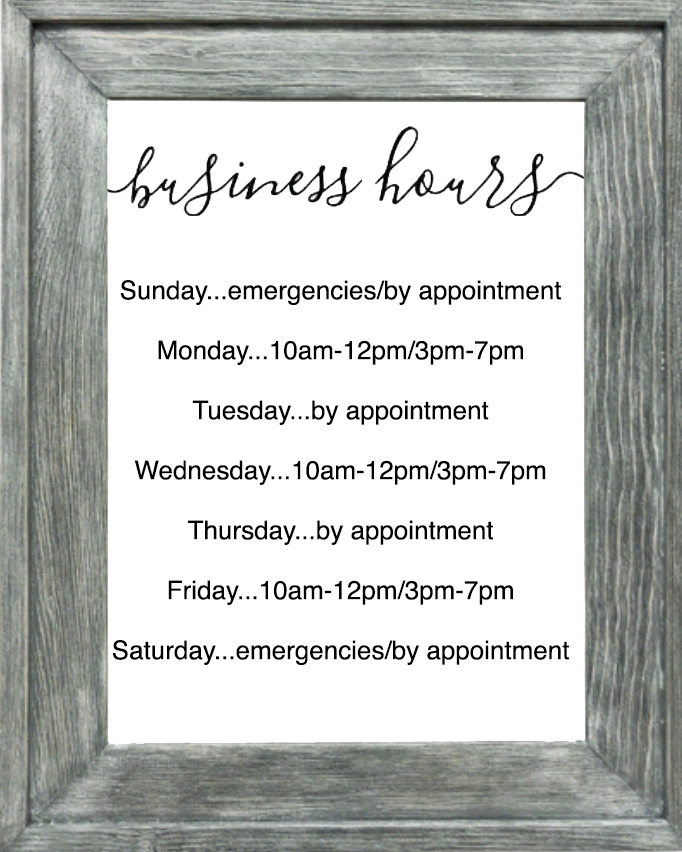 business hours
Sunday...emergencies/by appointment
Monday...10am-12pm/3pm-7pm
Tuesday...by appointment
Wednesday...10am-12pm/3pm-7pm
Thursday...by appointment
Friday...10am-12pm/3pm-7pm
Saturday...emergencies/by appointment